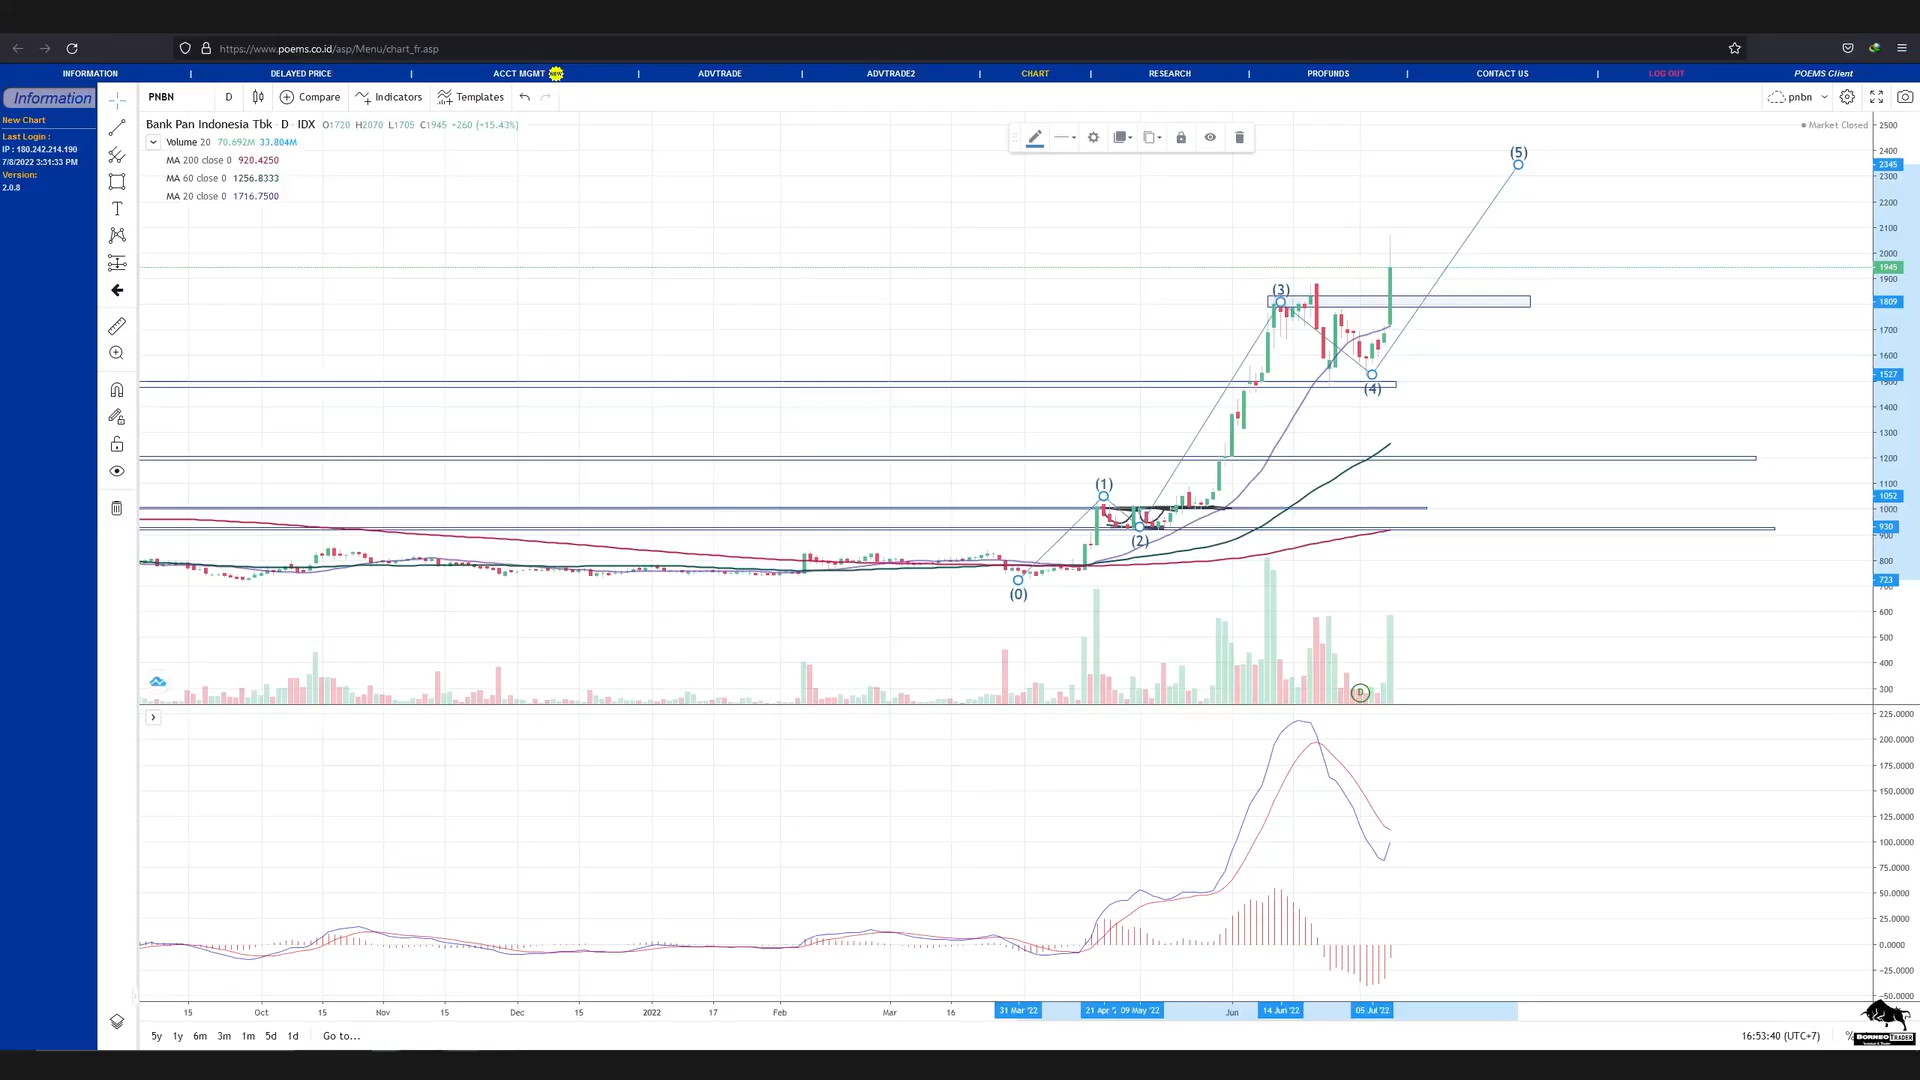 https://www.poems.co.id/asp/Menu/chart_fr.asp
INFORMATION | DELAYED PRICE | ACCT MGMT NEW | ADVTRADE | ADVTRADE2 | CHART | RESEARCH | PROFUNDS | CONTACT US | LOG OUT POEMS Client
Information
New Chart
Last Login :
IP : 180.242.214.190
7/8/2022 3:31:33 PM
Version:
2.0.8
PNBN D Compare Indicators Templates pnbn
Bank Pan Indonesia Tbk D IDX O1720 H2070 L1705 C1945 +260 (+15.43%)
Market Closed
Volume 20 70.692M 33.804M
MA 200 close 0 920.4250
MA 60 close 0 1256.8333
MA 20 close 0 1716.7500
(5)
(3)
(4)
(1)
(2)
(0)
D
2500
2400
2345
2300
2200
2100
2000
1945
1900
1809
1700
1600
1527
1500
1400
1300
1200
1100
1052
1000
930
900
800
723
600
500
400
300
225.0000
200.0000
175.0000
150.0000
125.0000
100.0000
75.0000
50.0000
25.0000
0.0000
-25.0000
-50.0000
15 Oct 15 Nov 15 Dec 15 2022 17 Feb Mar 16 31 Mar '22 21 Apr '2 09 May '22 Jun 14 Jun '22 05 Jul '22
5y 1y 6m 3m 1m 5d 1d Go to...
16:53:40 (UTC+7) %
BORNEO TRADER